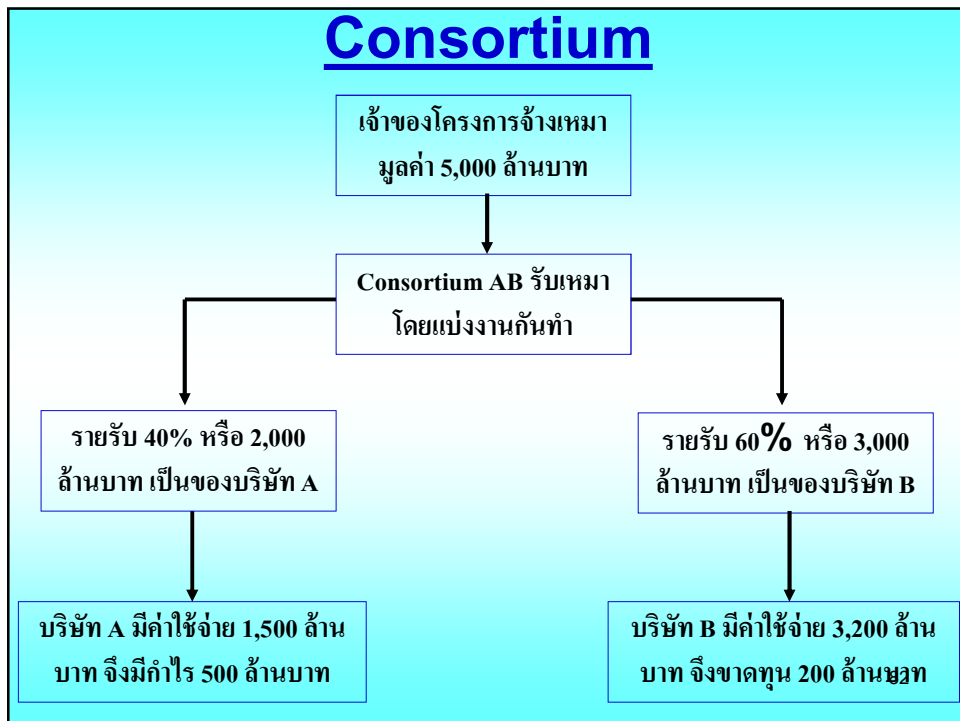 Consortium
เจ้าของโครงการจ้างเหมา
มูลค่า 5,000 ล้านบาท
Consortium AB รับเหมา
โดยแบ่งงานกันทำ
รายรับ 40% หรือ 2,000
ล้านบาท เป็นของบริษัท A
รายรับ 60% หรือ 3,000
ล้านบาท เป็นของบริษัท B
บริษัท A มีค่าใช้จ่าย 1,500 ล้าน
บาท จึงมีกำไร 500 ล้านบาท
บริษัท B มีค่าใช้จ่าย 3,200 ล้าน
บาท จึงขาดทุน 200 ล้านบาท